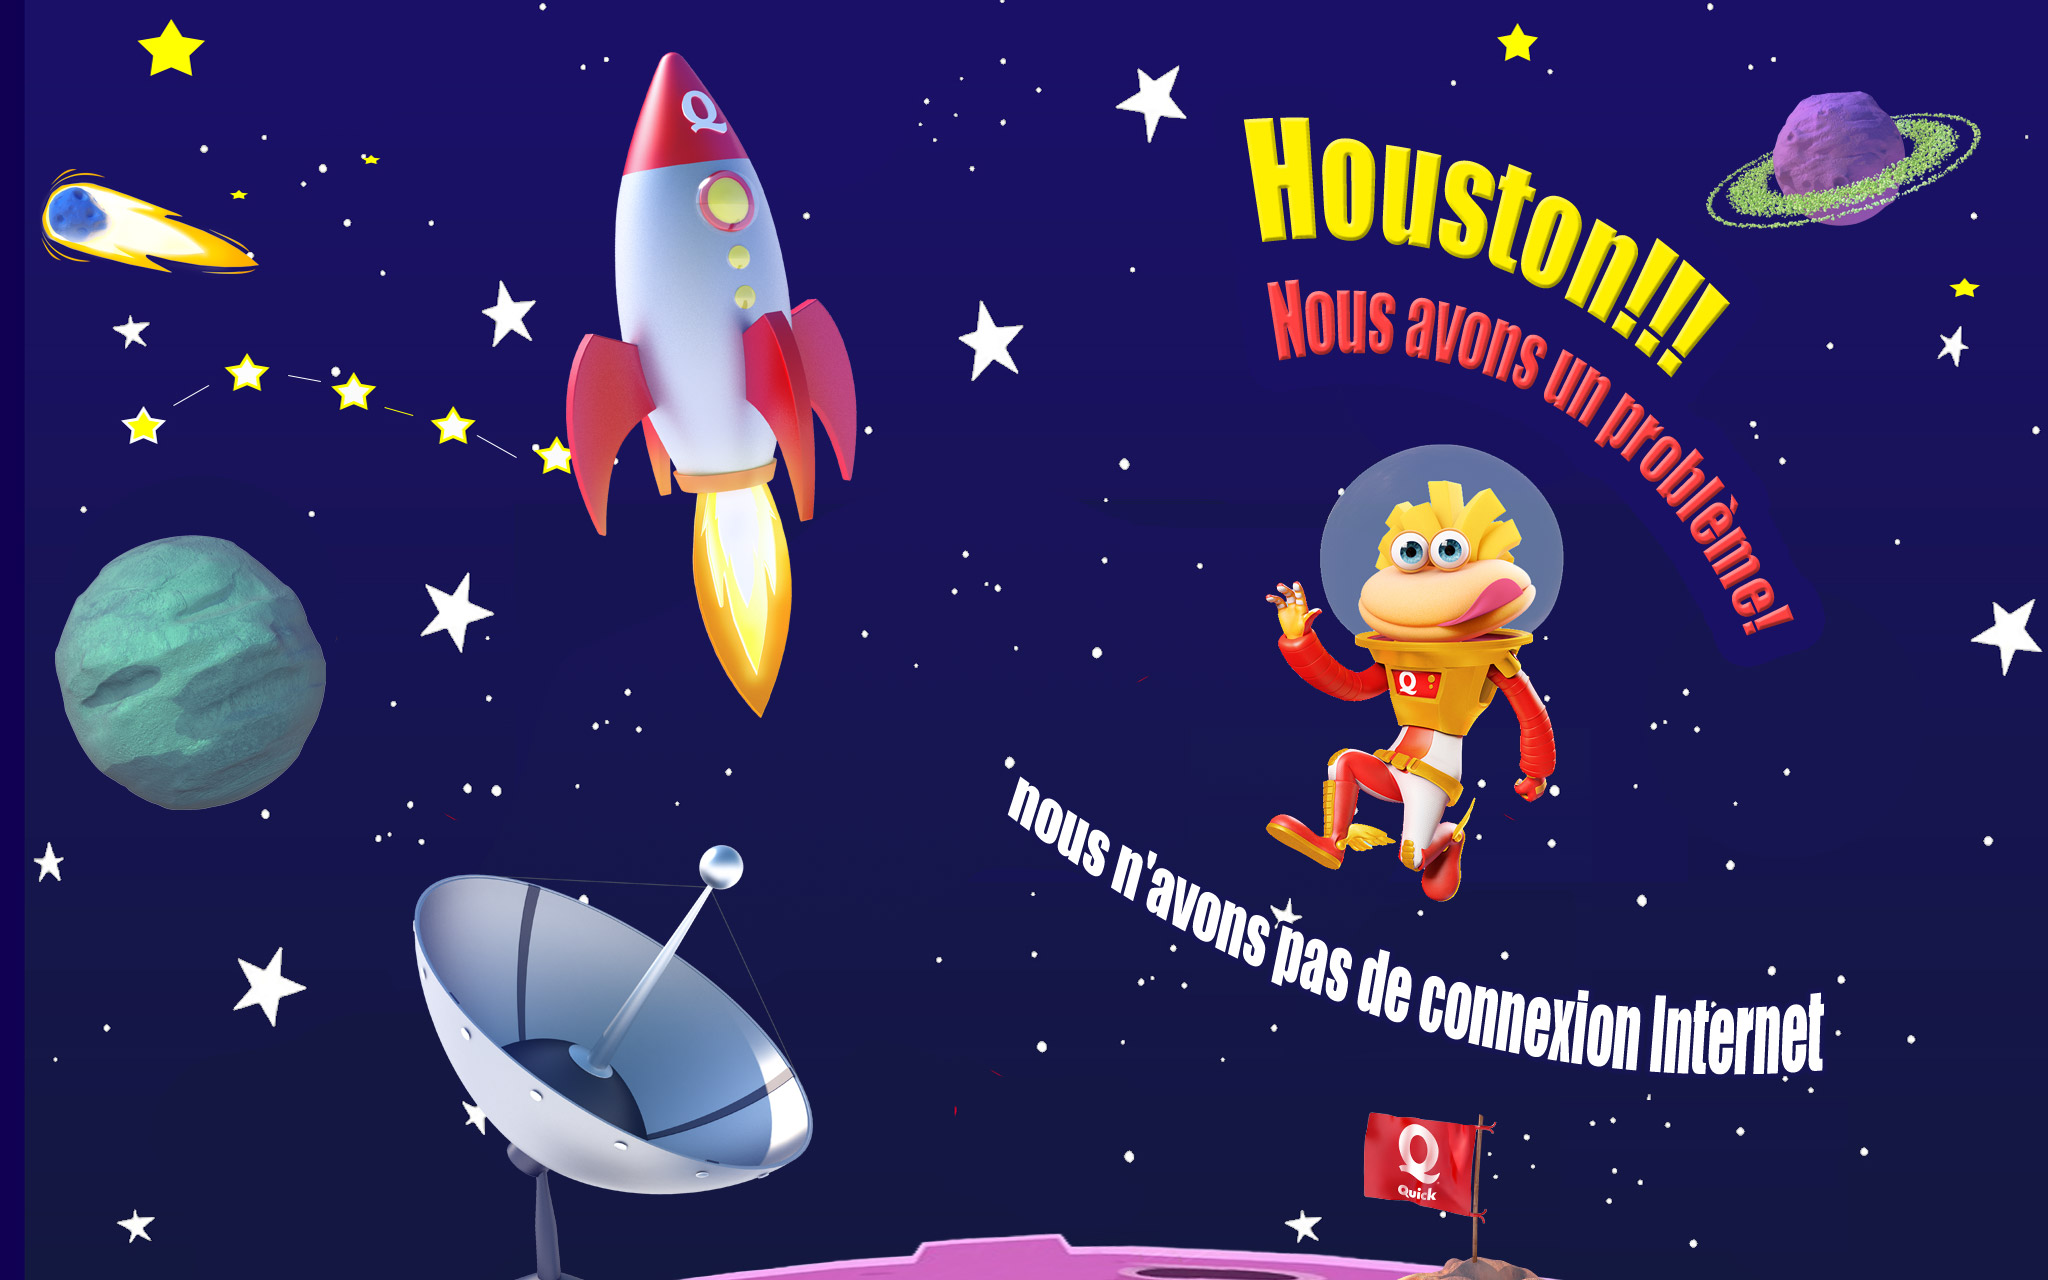 Q
Houston!!!
Nous avons un problème!
Q
nous n'avons pas de connexion Internet
Q
Quick